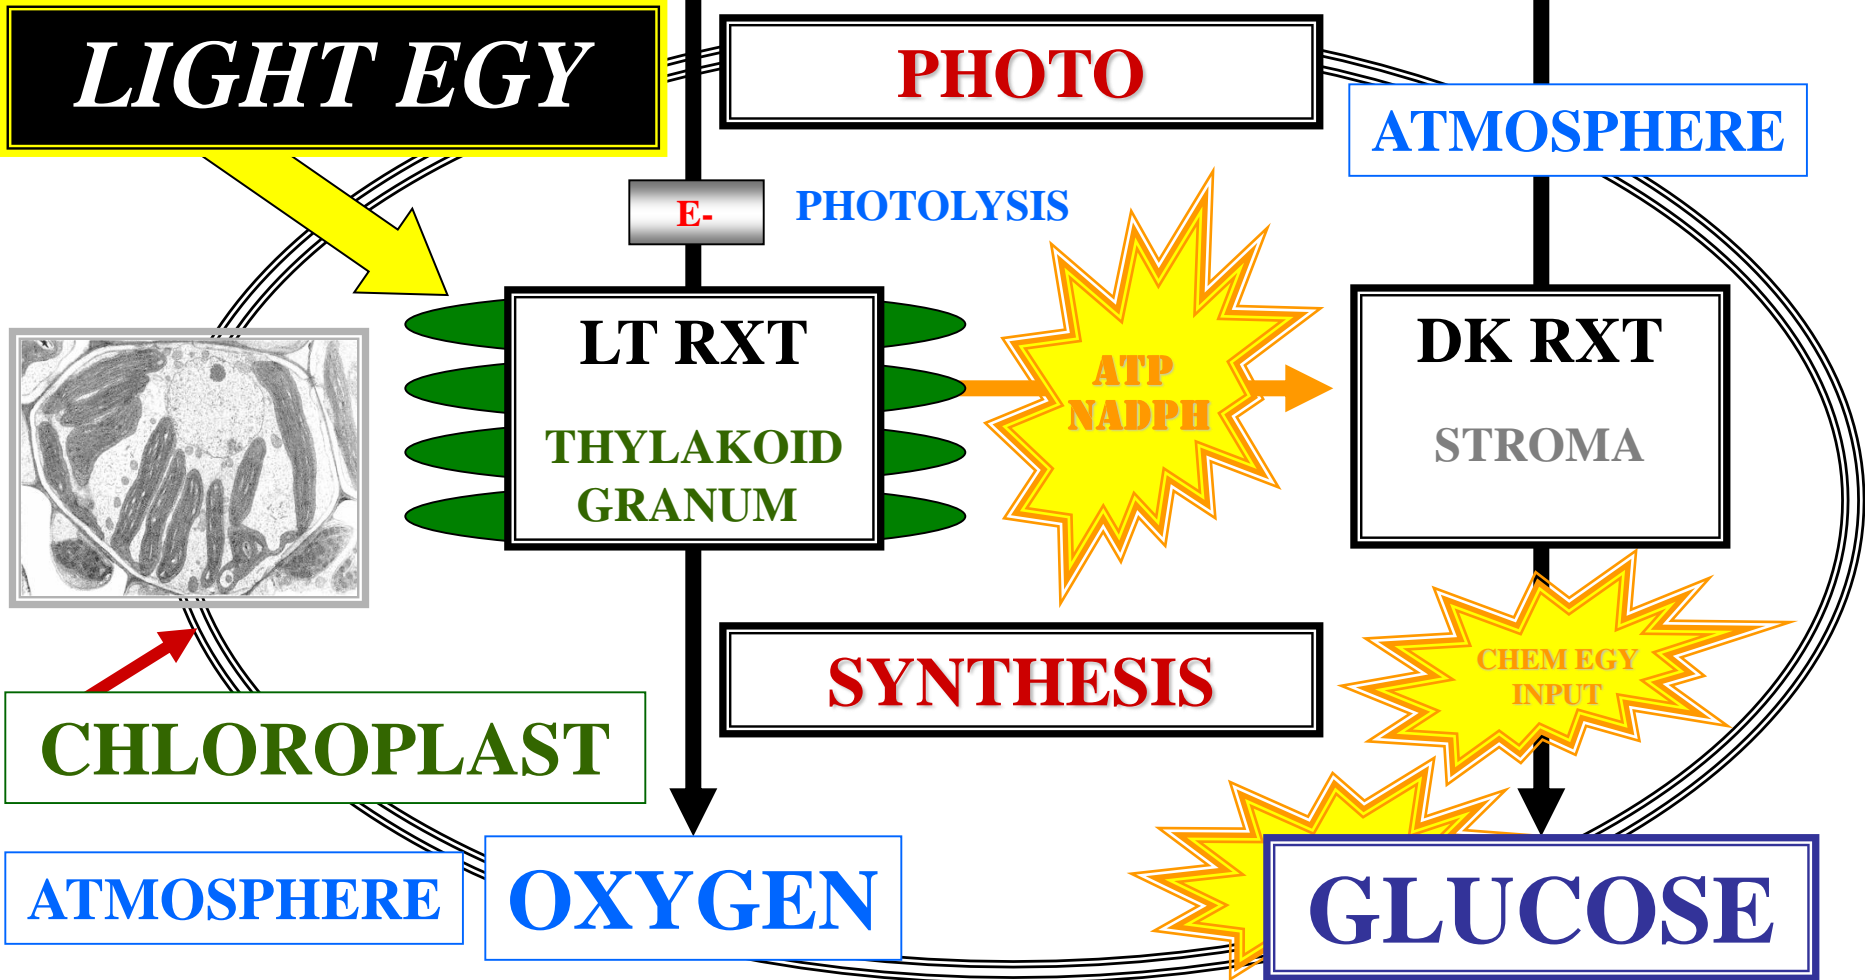 LIGHT EGY
PHOTO
ATMOSPHERE
E-
PHOTOLYSIS
LT RXT
THYLAKOID
GRANUM
ATP
NADPH
DK RXT
STROMA
SYNTHESIS
CHEM EGY
INPUT
CHLOROPLAST
ATMOSPHERE
OXYGEN
GLUCOSE